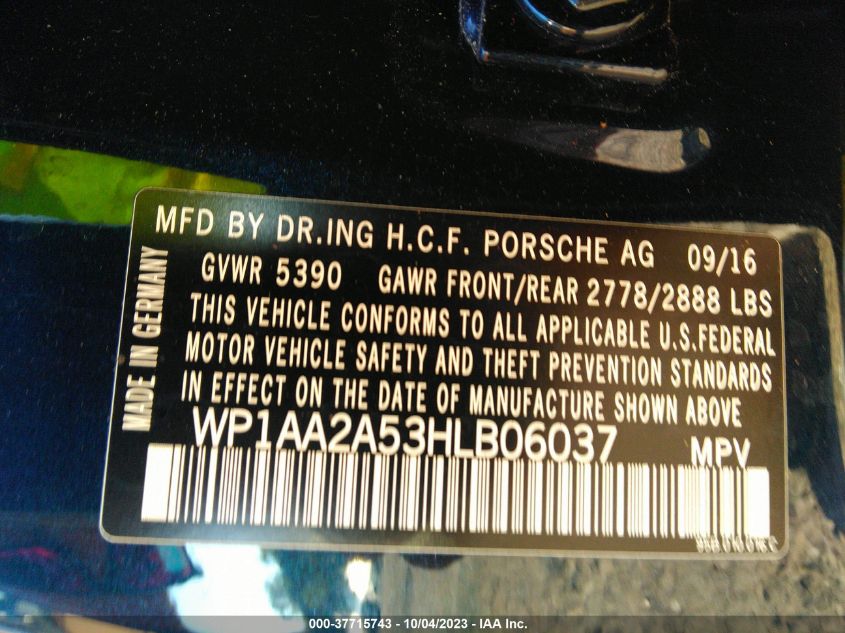 MFD BY DR.ING H.C.F. PORSCHE AG 09/16
GVWR 5390 GAWR FRONT/REAR 2778/2888 LBS
THIS VEHICLE CONFORMS TO ALL APPLICABLE U.S.FEDERAL
MOTOR VEHICLE SAFETY AND THEFT PREVENTION STANDARDS
IN EFFECT ON THE DATE OF MANUFACTURE SHOWN ABOVE
MADE IN GERMANY
WP1AA2A53HLB06037 MPV
000-37715743 - 10/04/2023 - IAA Inc.